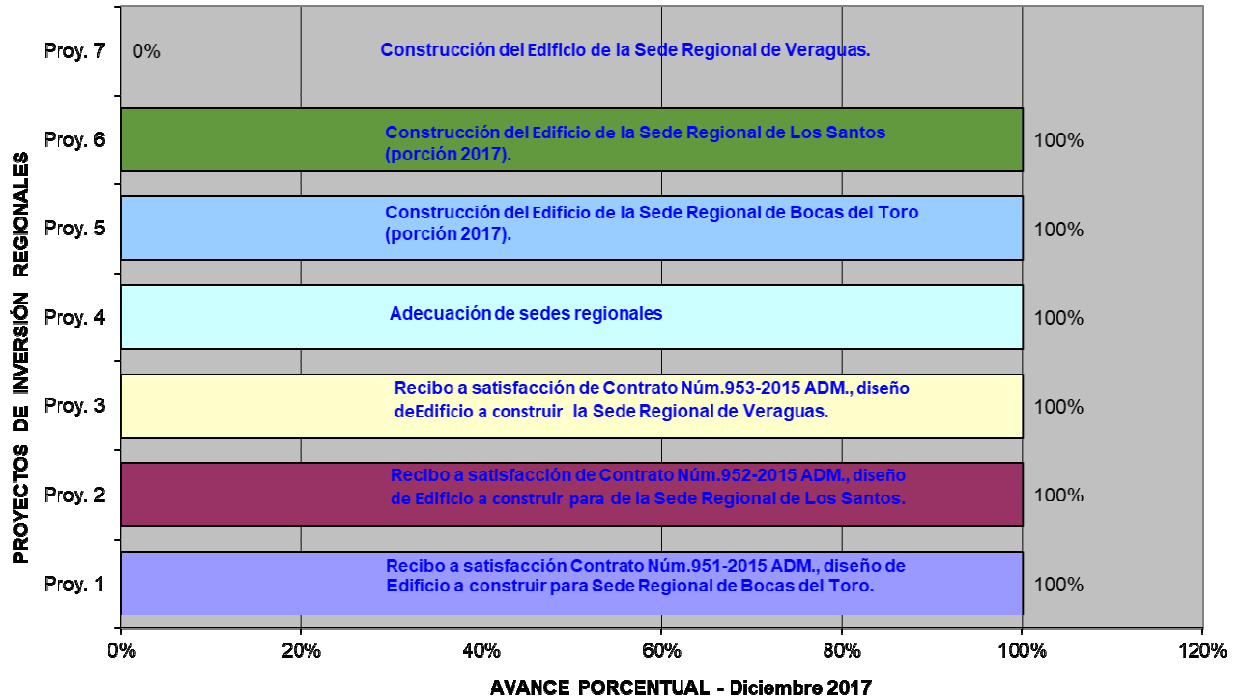 Proy. 7
0%
Construcción del Edificio de la Sede Regional de Veraguas.
Proy. 6
Construcción del Edificio de la Sede Regional de Los Santos
(porción 2017).
100%
Proy. 5
Construcción del Edificio de la Sede Regional de Bocas del Toro
(porción 2017).
100%
Proy. 4
Adecuación de sedes regionales
100%
Proy. 3
Recibo a satisfacción de Contrato Núm.953-2015 ADM., diseño
deEdificio a construir la Sede Regional de Veraguas.
100%
Proy. 2
Recibo a satisfacción de Contrato Núm.952-2015 ADM., diseño
de Edificio a construir para de la Sede Regional de Los Santos.
100%
Proy. 1
Recibo a satisfacción Contrato Núm.951-2015 ADM., diseño de
Edificio a construir para Sede Regional de Bocas del Toro.
100%
PROYECTOS DE INVERSIÓN REGIONALES
0% 20% 40% 60% 80% 100% 120%
AVANCE PORCENTUAL - Diciembre 2017